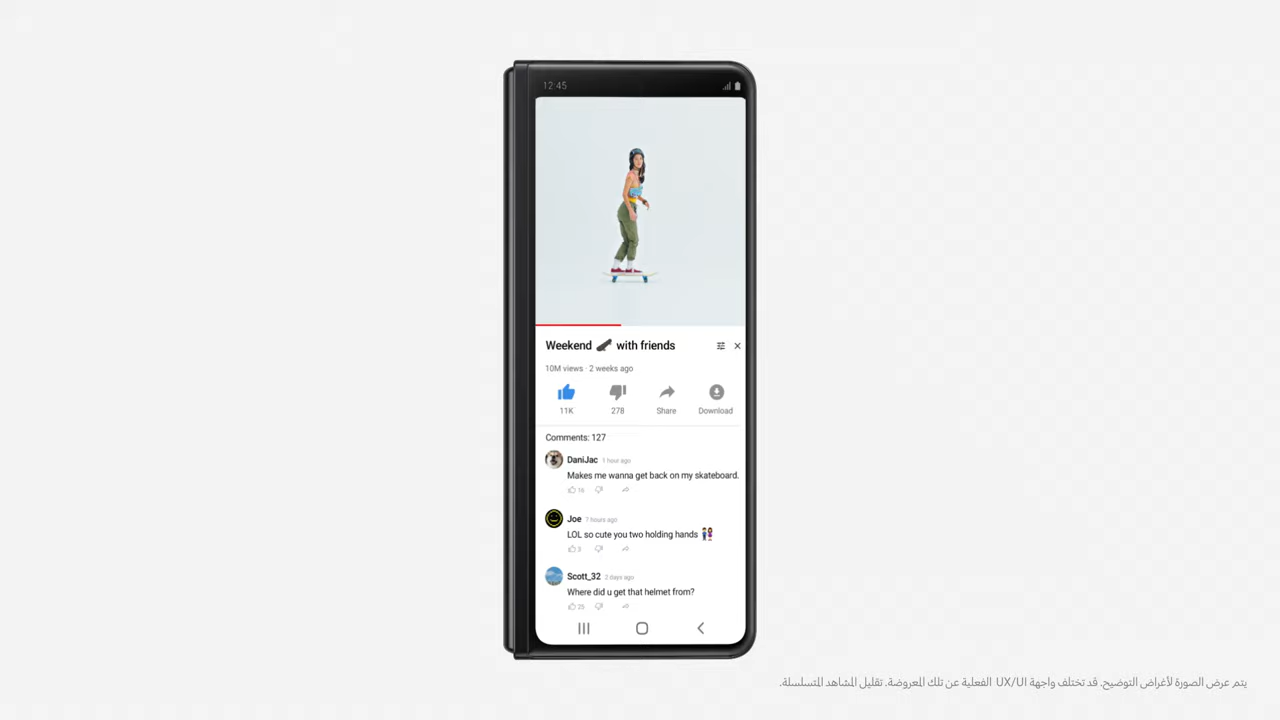 12:45
Weekend 🛹 with friends
10M views · 2 weeks ago
11K 278 Share Download
Comments: 127
DaniJac 1 hour ago
Makes me wanna get back on my skateboard.
16
Joe 7 hours ago
LOL so cute you two holding hands 👫
3
Scott_32 2 days ago
Where did u get that helmet from?
25
يتم عرض الصورة لأغراض التوضيح. قد تختلف واجهة UX/UI الفعلية عن تلك المعروضة. تقليل المشاهد المتسلسلة.